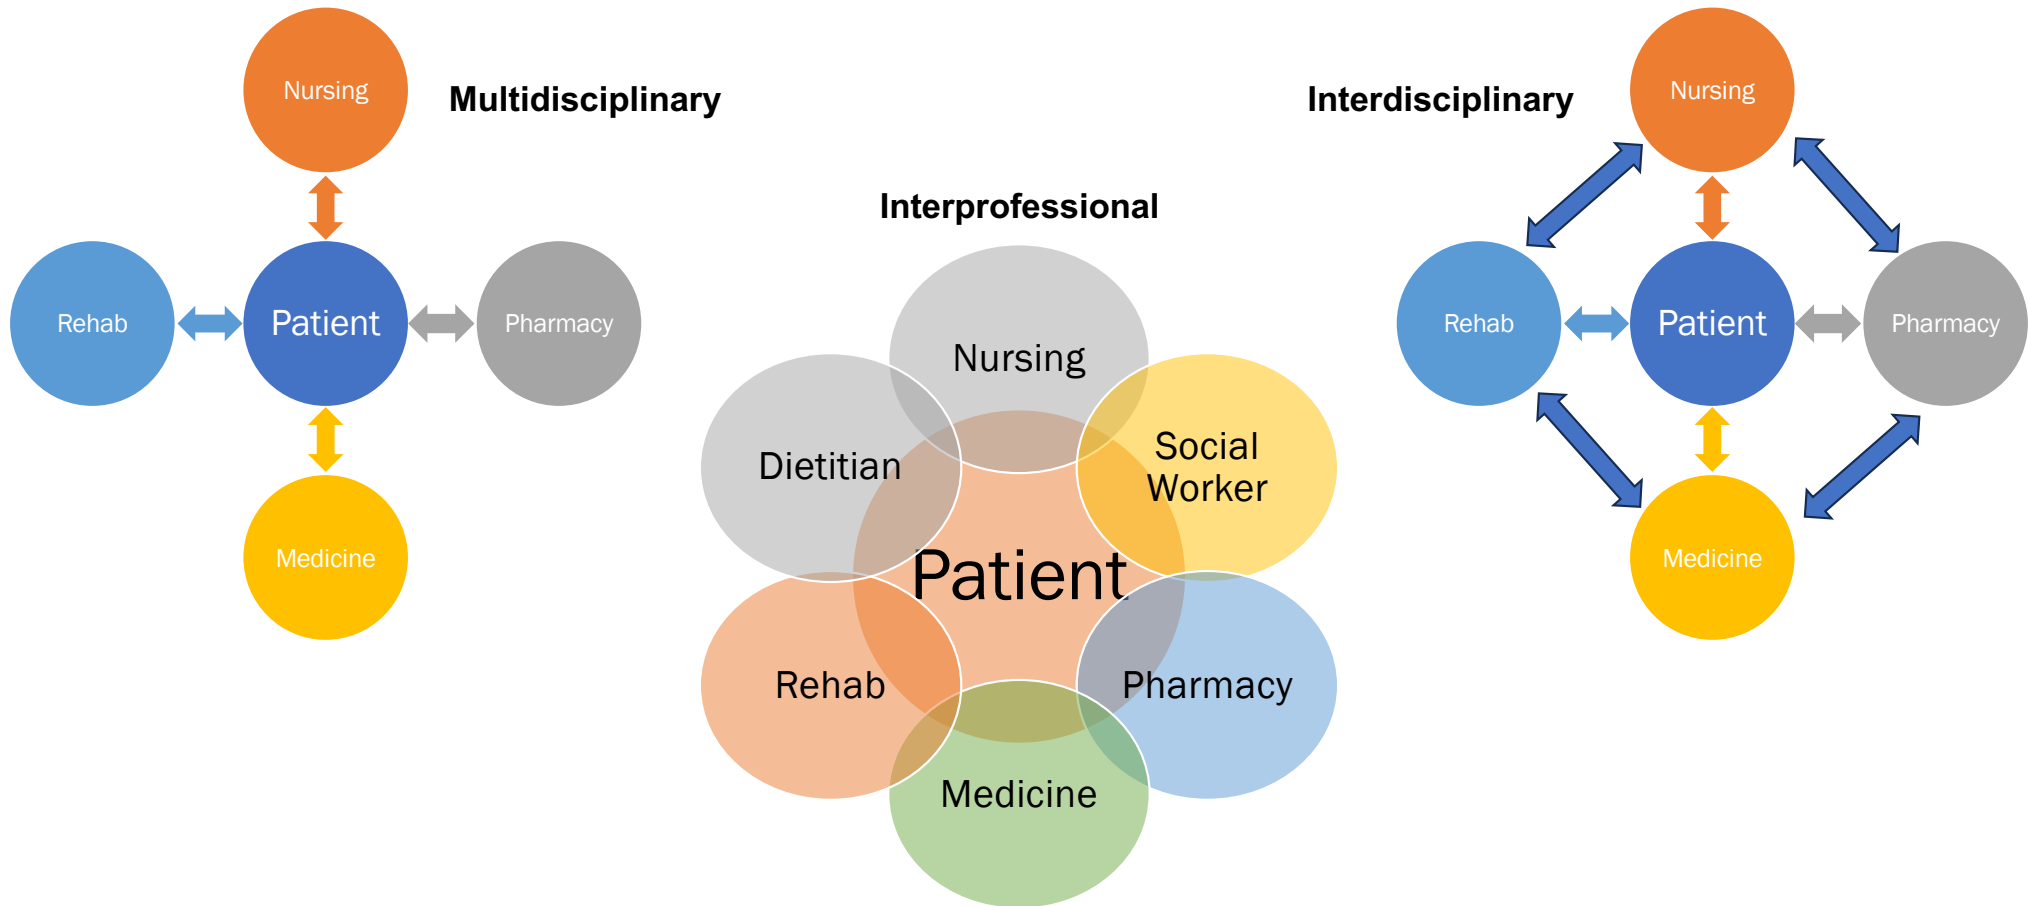 Multidisciplinary
Nursing
Rehab
Patient
Pharmacy
Medicine
Interprofessional
Nursing
Dietitian
Social
Worker
Patient
Rehab
Pharmacy
Medicine
Interdisciplinary
Nursing
Rehab
Patient
Pharmacy
Medicine